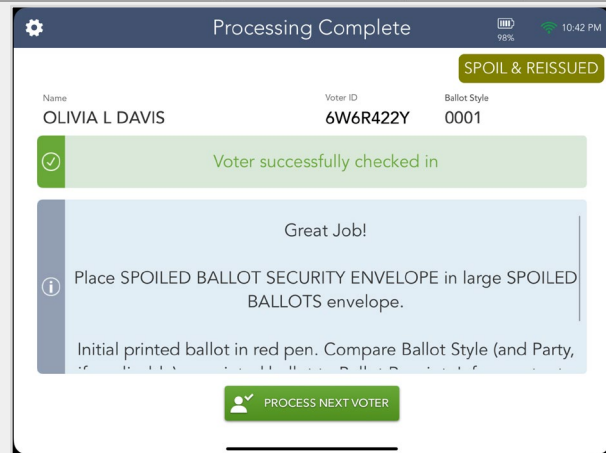 Processing Complete
98%
10:42 PM
SPOIL & REISSUED
Name
Voter ID
Ballot Style
OLIVIA L DAVIS
6W6R422Y
0001
Voter successfully checked in
Great Job!
Place SPOILED BALLOT SECURITY ENVELOPE in large SPOILED
BALLOTS envelope.
Initial printed ballot in red pen. Compare Ballot Style (and Party,
PROCESS NEXT VOTER